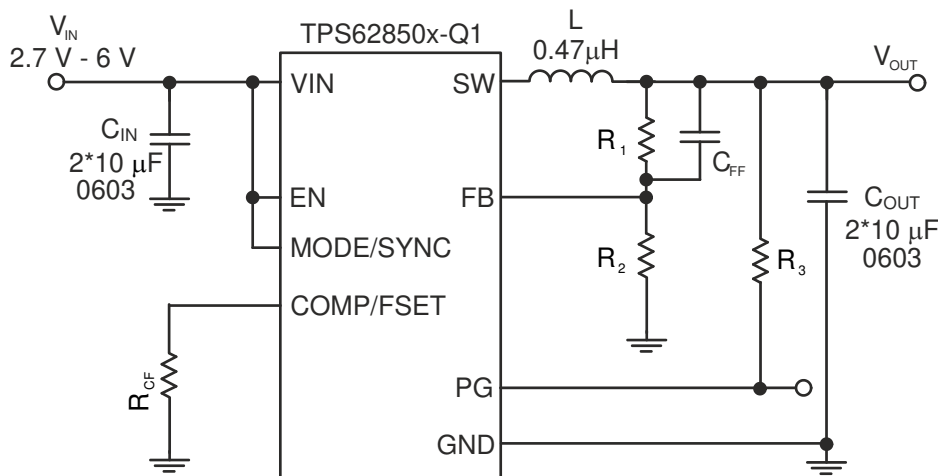 TPS62850x-Q1
V_IN
2.7 V - 6 V
L
0.47μH
V_OUT
VIN
SW
C_IN
2*10 μF
0603
R_1
C_FF
EN
FB
MODE/SYNC
C_OUT
2*10 μF
0603
R_2
R_3
COMP/FSET
R_CF
PG
GND